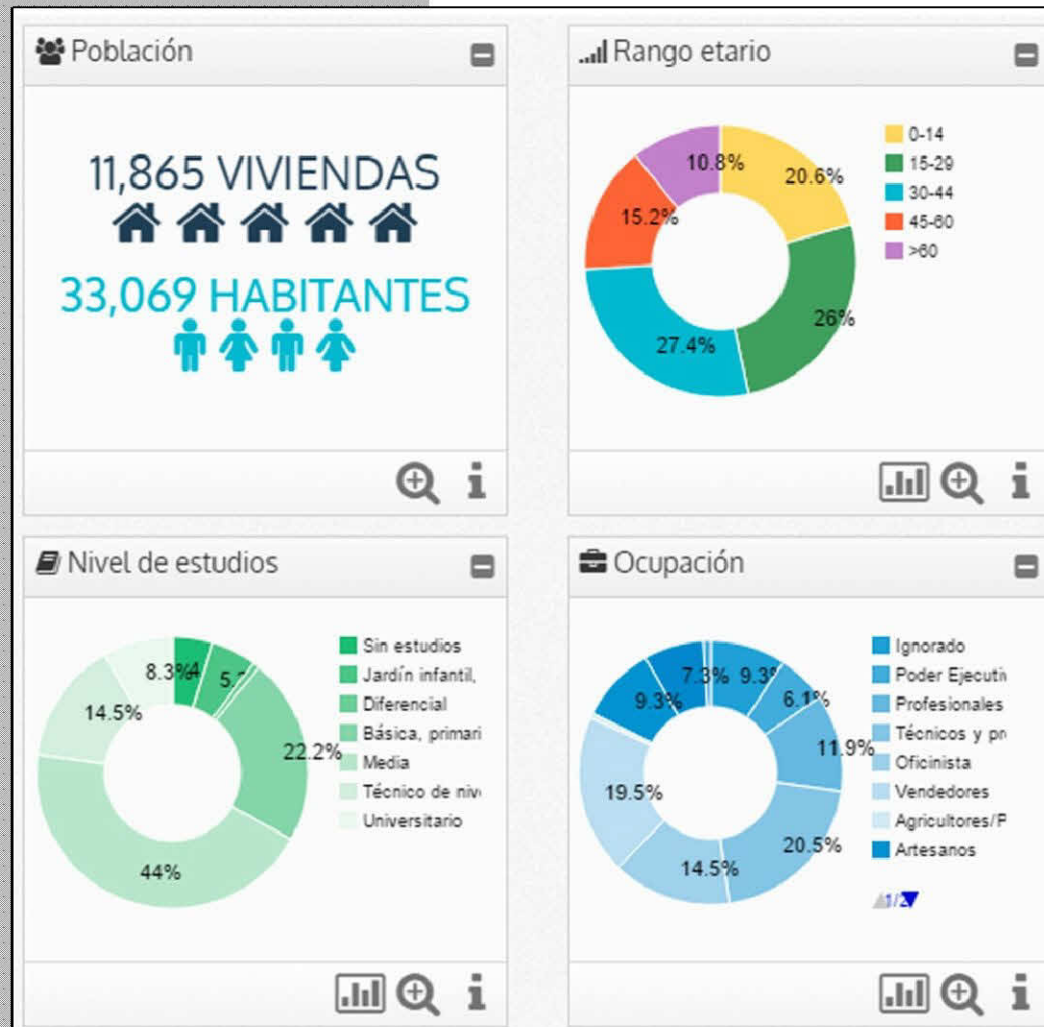 Población
11,865 VIVIENDAS
33,069 HABITANTES
Rango etario
10.8%
20.6%
15.2%
26%
27.4%
0-14
15-29
30-44
45-60
>60
Nivel de estudios
8.3%
14.5%
22.2%
44%
Sin estudios
Jardín infantil,
Diferencial
Básica, primari
Media
Técnico de niv
Universitario
Ocupación
7.3%
9.3%
9.3%
6.1%
11.9%
19.5%
20.5%
14.5%
Ignorado
Poder Ejecutiv
Profesionales
Técnicos y pr
Oficinista
Vendedores
Agricultores/P
Artesanos
1/2